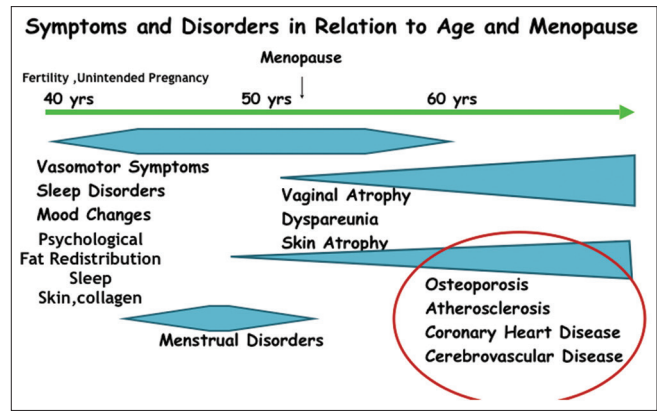 Symptoms and Disorders in Relation to Age and Menopause
Menopause
Fertility ,Unintended Pregnancy
40 yrs 50 yrs 60 yrs
Vasomotor Symptoms
Sleep Disorders
Mood Changes
Psychological
Fat Redistribution
Sleep
Skin,collagen
Vaginal Atrophy
Dyspareunia
Skin Atrophy
Osteoporosis
Atherosclerosis
Coronary Heart Disease
Cerebrovascular Disease
Menstrual Disorders